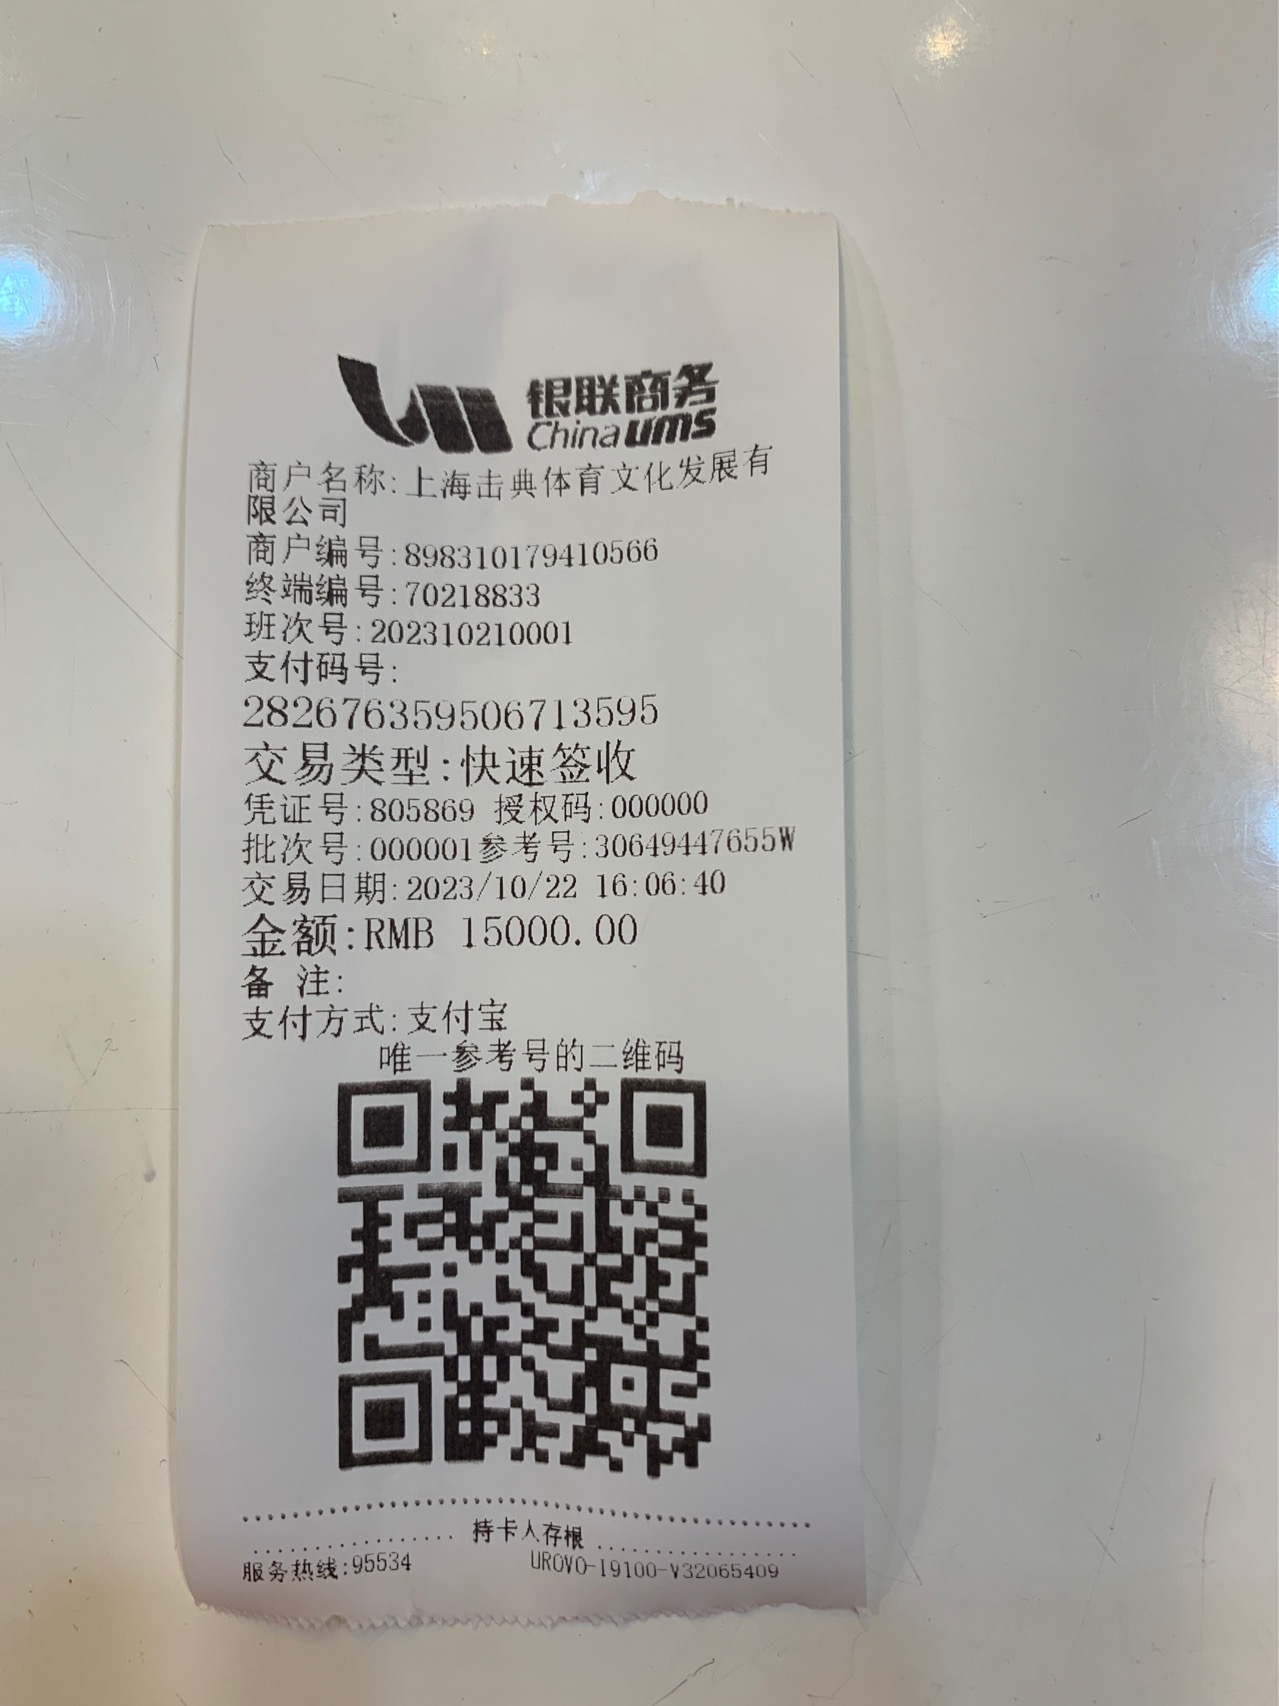 银联商务
China ums
商户名称:上海击典体育文化发展有
限公司
商户编号:898310179410566
终端编号:70218833
班次号:202310210001
支付码号:
282676359506713595
交易类型:快速签收
凭证号:805869 授权码:000000
批次号:000001参考号:30649447655W
交易日期:2023/10/22 16:06:40
金额:RMB 15000.00
备 注:
支付方式:支付宝
唯一参考号的二维码
持卡人存根
服务热线:95534 UROVO-I9100-V32065409